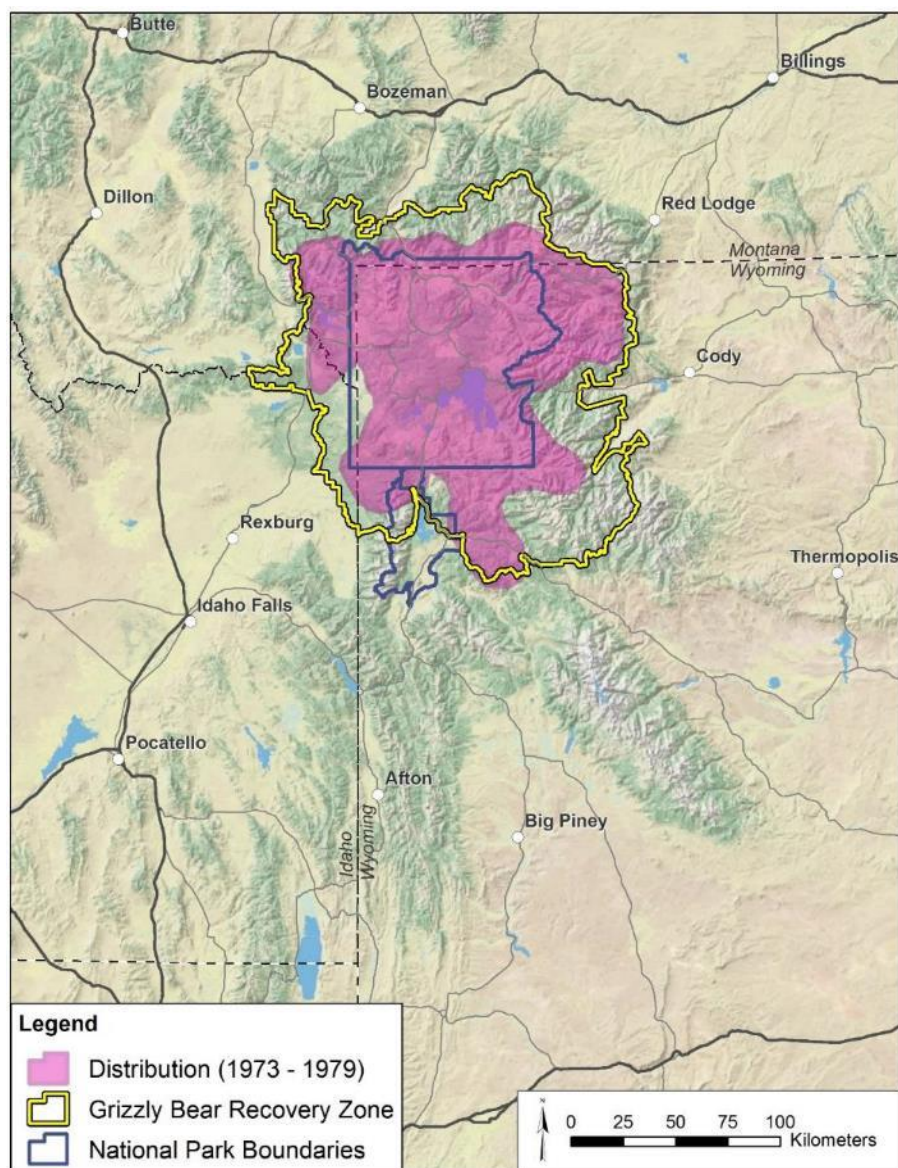 Butte
Billings
Bozeman
Dillon
Red Lodge
Montana
Wyoming
Cody
Rexburg
Thermopolis
Idaho Falls
Pocatello
Afton
Big Piney
Idaho
Wyoming
Legend
Distribution (1973 - 1979)
Grizzly Bear Recovery Zone
National Park Boundaries
N
0 25 50 75 100
Kilometers